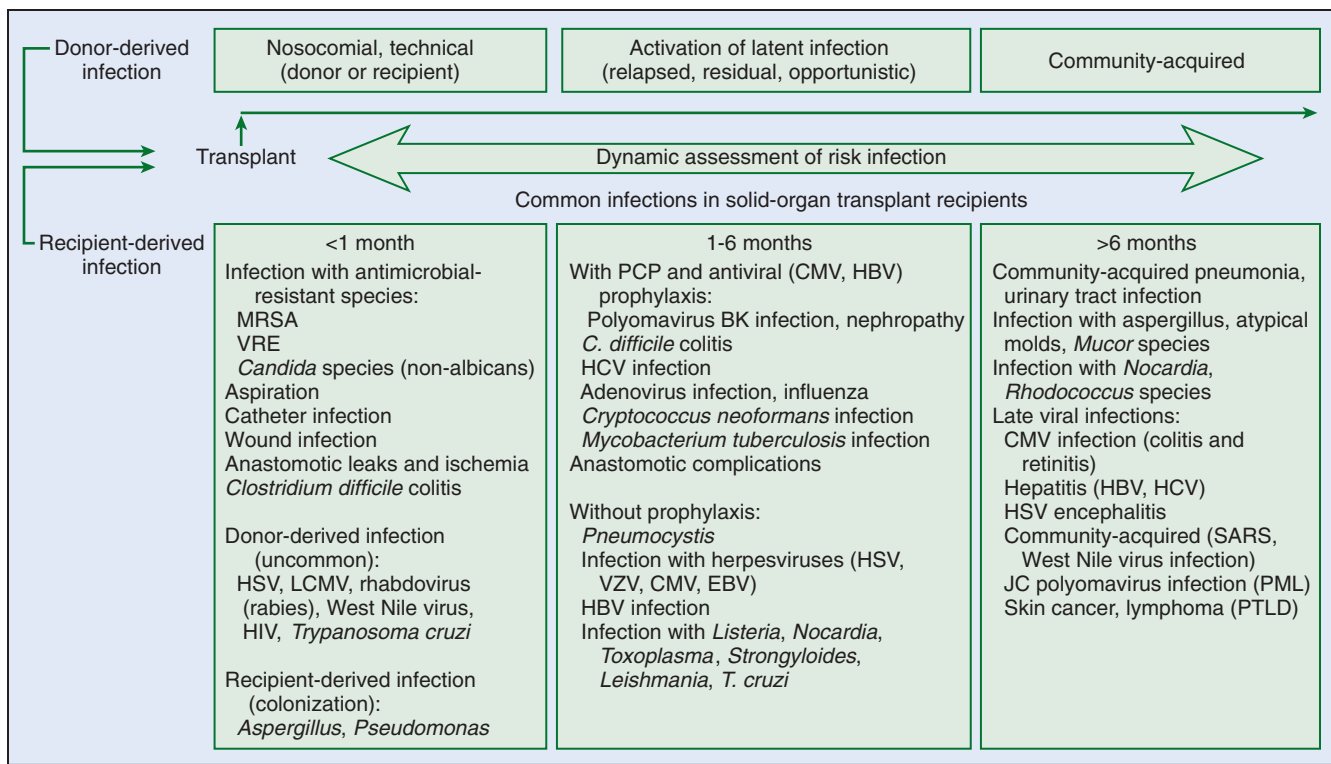 Donor-derived
infection
Nosocomial, technical
(donor or recipient)
Activation of latent infection
(relapsed, residual, opportunistic)
Community-acquired
Transplant
Dynamic assessment of risk infection
Common infections in solid-organ transplant recipients
Recipient-derived
infection
<1 month
Infection with antimicrobial-
resistant species:
MRSA
VRE
Candida species (non-albicans)
Aspiration
Catheter infection
Wound infection
Anastomotic leaks and ischemia
Clostridium difficile colitis
Donor-derived infection
(uncommon):
HSV, LCMV, rhabdovirus
(rabies), West Nile virus,
HIV, Trypanosoma cruzi
Recipient-derived infection
(colonization):
Aspergillus, Pseudomonas
1-6 months
With PCP and antiviral (CMV, HBV)
prophylaxis:
Polyomavirus BK infection, nephropathy
C. difficile colitis
HCV infection
Adenovirus infection, influenza
Cryptococcus neoformans infection
Mycobacterium tuberculosis infection
Anastomotic complications
Without prophylaxis:
Pneumocystis
Infection with herpesviruses (HSV,
VZV, CMV, EBV)
HBV infection
Infection with Listeria, Nocardia,
Toxoplasma, Strongyloides,
Leishmania, T. cruzi
>6 months
Community-acquired pneumonia,
urinary tract infection
Infection with aspergillus, atypical
molds, Mucor species
Infection with Nocardia,
Rhodococcus species
Late viral infections:
CMV infection (colitis and
retinitis)
Hepatitis (HBV, HCV)
HSV encephalitis
Community-acquired (SARS,
West Nile virus infection)
JC polyomavirus infection (PML)
Skin cancer, lymphoma (PTLD)